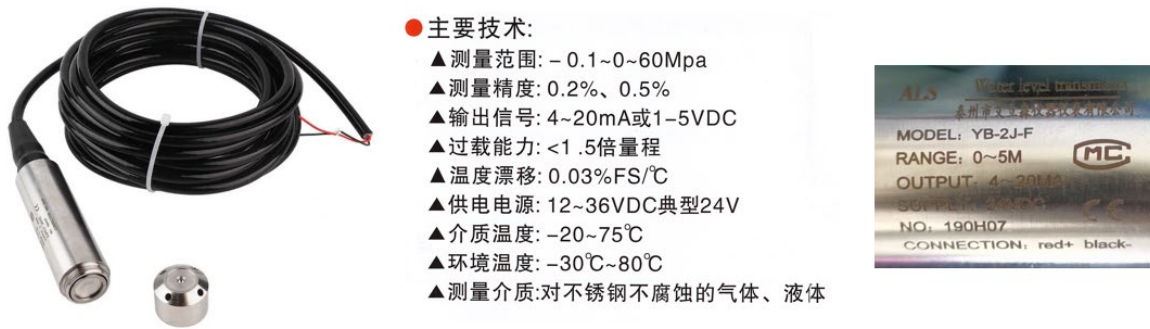 主要技术:
▲测量范围: -0.1~0~60Mpa
▲测量精度: 0.2%、0.5%
▲输出信号: 4~20mA或1-5VDC
▲过载能力: <1.5倍量程
▲温度漂移: 0.03%FS/℃
▲供电电源: 12~36VDC典型24V
▲介质温度: -20~75℃
▲环境温度: -30℃~80℃
▲测量介质:对不锈钢不腐蚀的气体、液体
ALS Water level transmitter
MODEL: YB-2J-F
RANGE: 0~5M
MC
OUTPUT: 4~20MA
24VDC
CE
NO: 190H07
CONNECTION: red+ black-